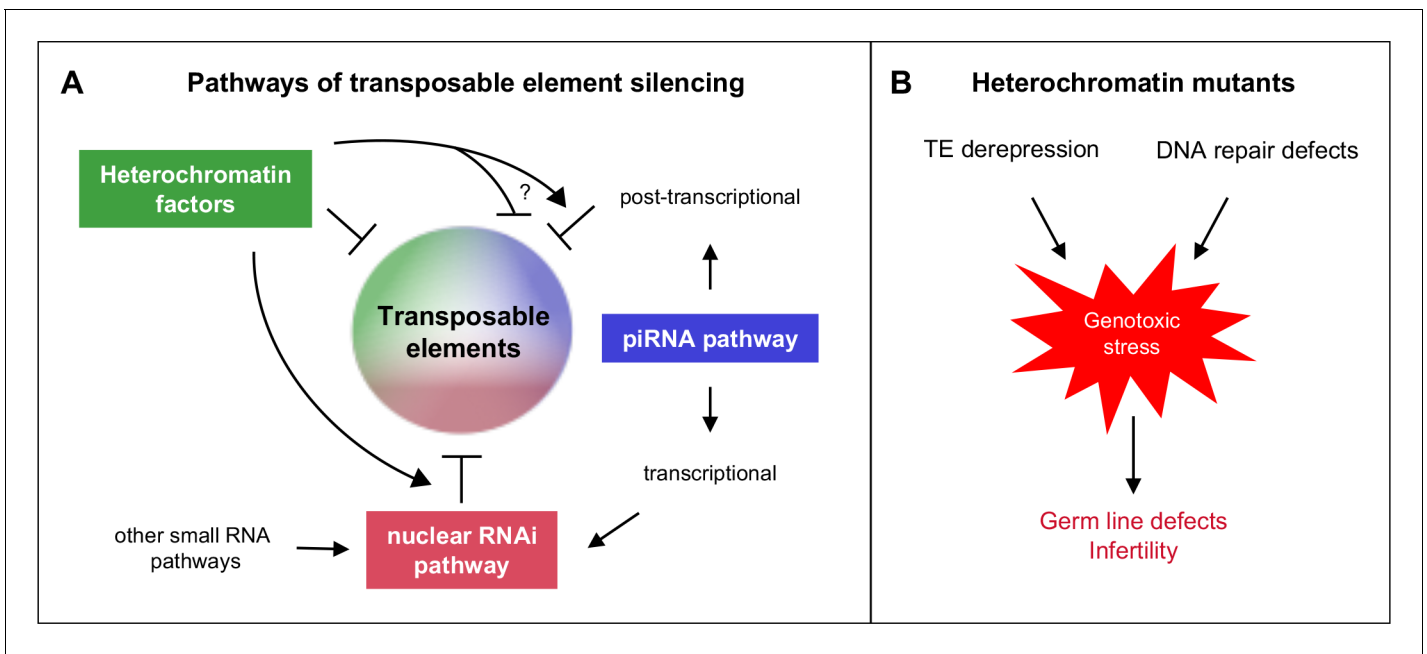 A
Pathways of transposable element silencing
Heterochromatin
factors
?
post-transcriptional
Transposable
elements
piRNA pathway
transcriptional
other small RNA
pathways
nuclear RNAi
pathway
B
Heterochromatin mutants
TE derepression
DNA repair defects
Genotoxic
stress
Germ line defects
Infertility